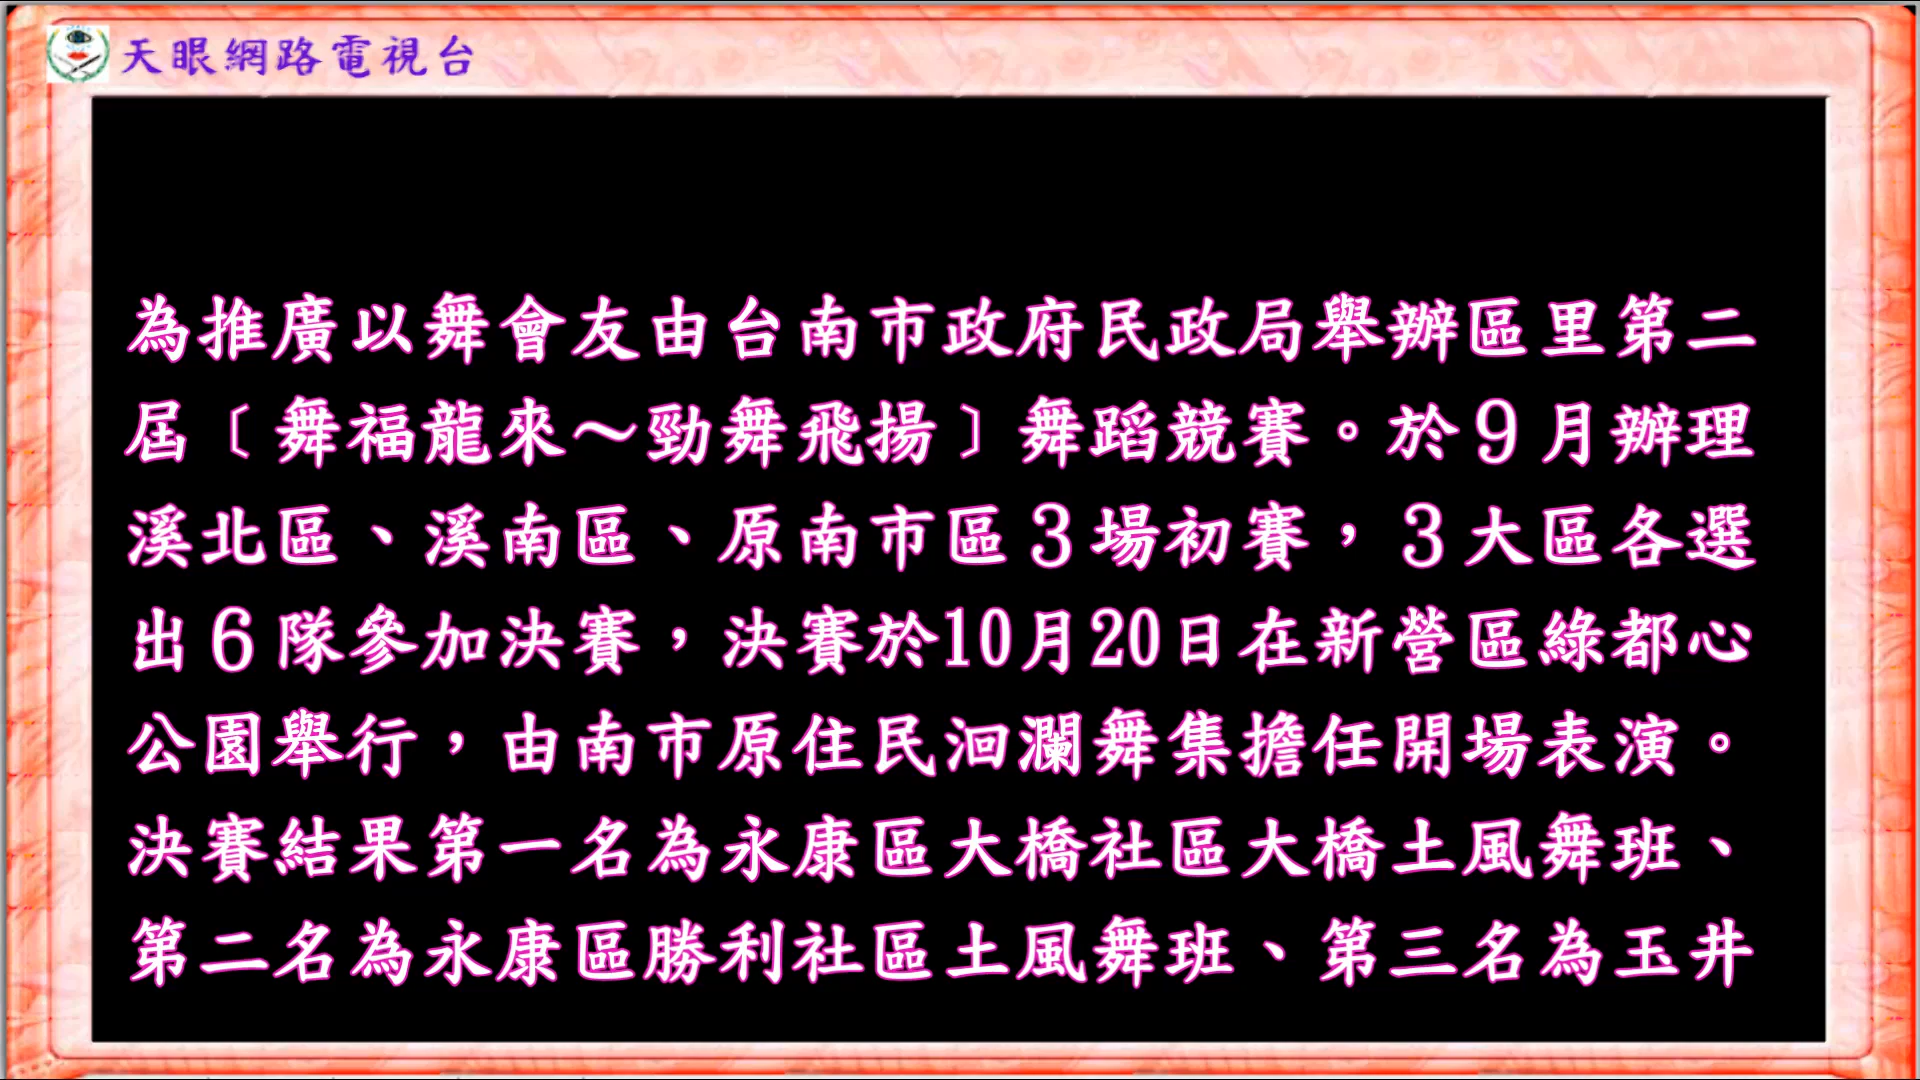 天眼網路電視台
為推廣以舞會友由台南市政府民政局舉辦區里第二
屆﹝舞福龍來～勁舞飛揚﹞舞蹈競賽。於９月辦理
溪北區、溪南區、原南市區３場初賽，３大區各選
出６隊參加決賽，決賽於10月20日在新營區綠都心
公園舉行，由南市原住民洄瀾舞集擔任開場表演。
決賽結果第一名為永康區大橋社區大橋土風舞班、
第二名為永康區勝利社區土風舞班、第三名為玉井